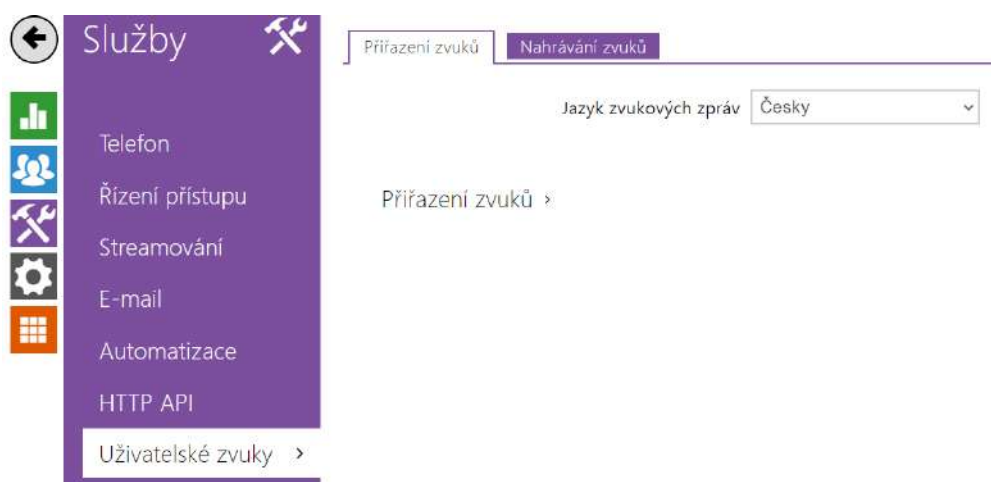 Služby
Přiřazení zvuků
Nahrávání zvuků
Jazyk zvukových zpráv
Česky
Telefon
Řízení přístupu
Streamování
E-mail
Automatizace
HTTP API
Uživatelské zvuky
Přiřazení zvuků